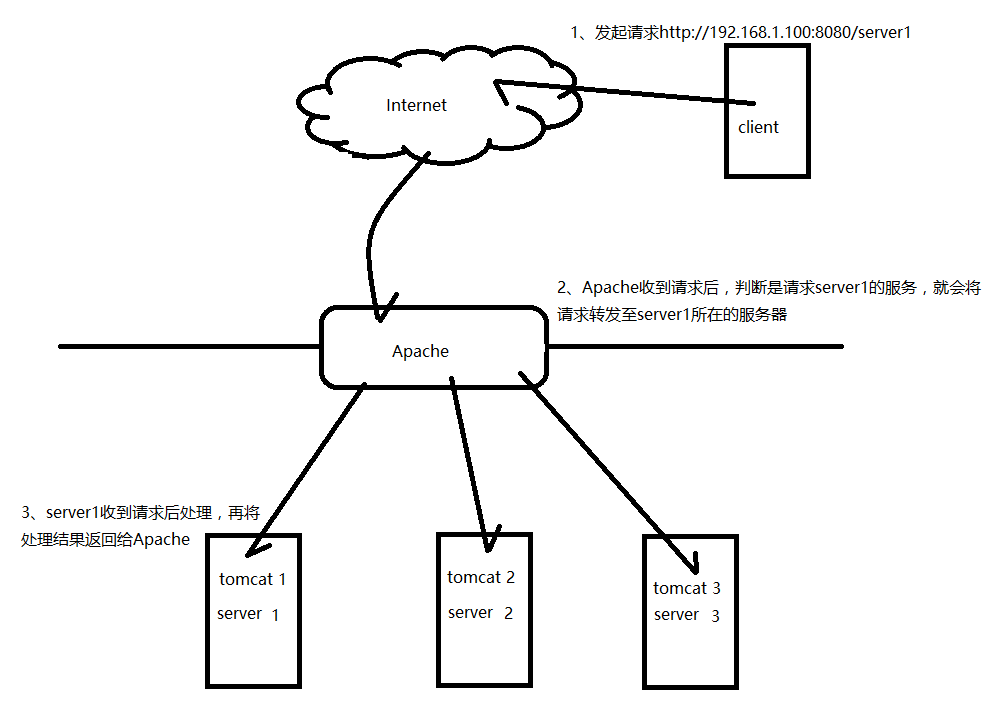 1、发起请求http://192.168.1.100:8080/server1
Internet
client
2、Apache收到请求后，判断是请求server1的服务，就会将
请求转发至server1所在的服务器
Apache
3、server1收到请求后处理，再将
处理结果返回给Apache
tomcat 1
server 1
tomcat 2
server 2
tomcat 3
server 3